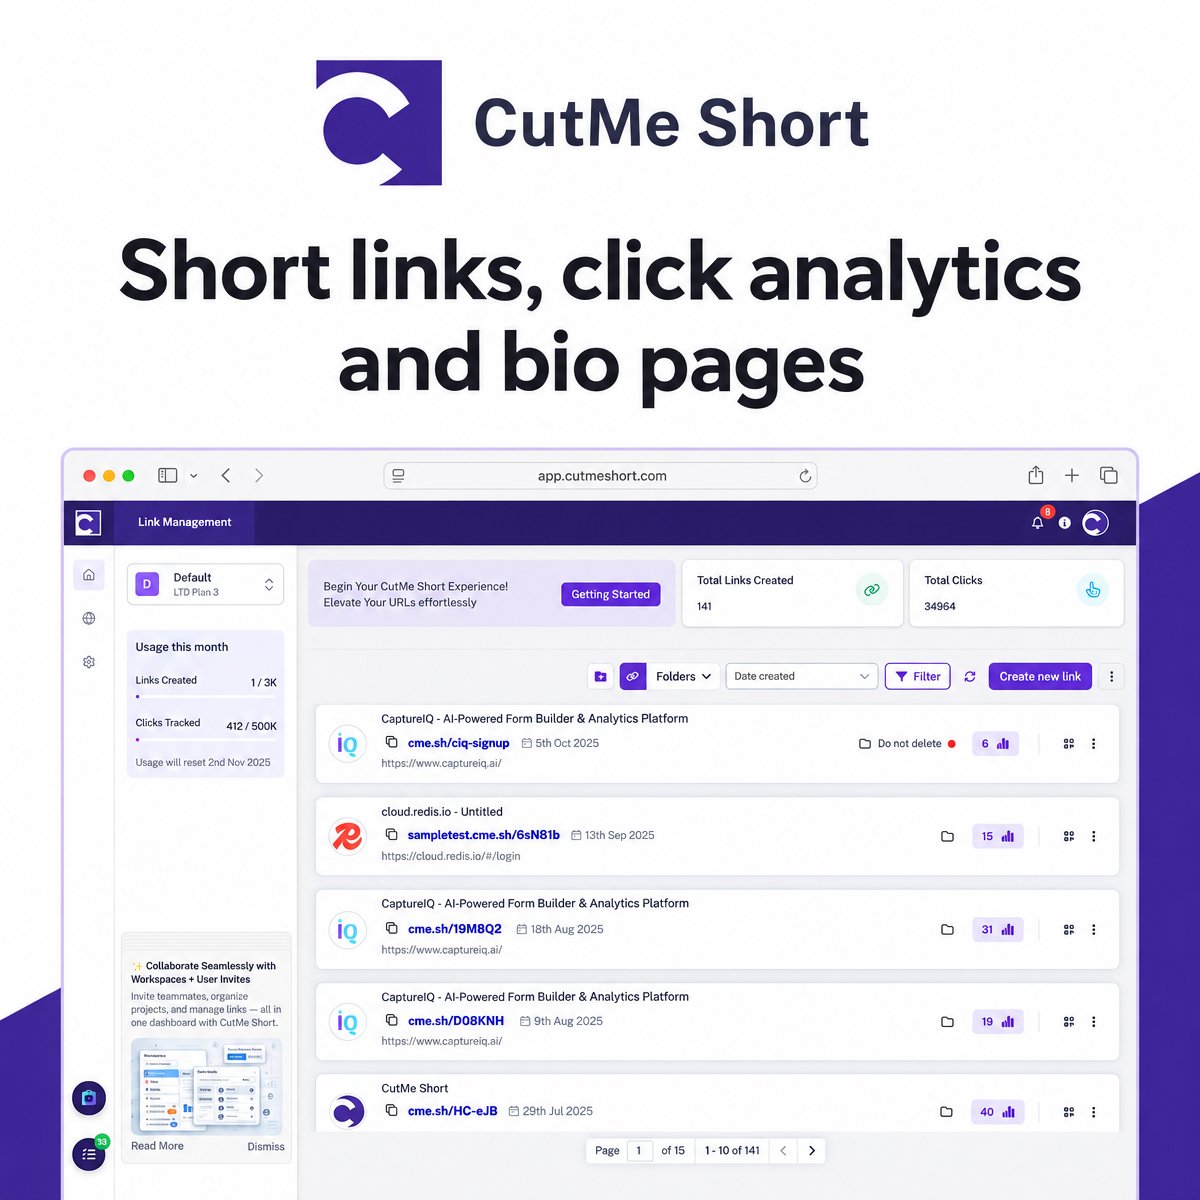 CutMe Short
Short links, click analytics
and bio pages
app.cutmeshort.com
Link Management
8
D
Default
LTD Plan 3
Usage this month
Links Created
1 / 3K
Clicks Tracked
412 / 500K
Usage will reset 2nd Nov 2025
Begin Your CutMe Short Experience!
Elevate Your URLs effortlessly
Getting Started
Total Links Created
141
Total Clicks
34964
Folders
Date created
Filter
Create new link
iQ
CaptureIQ - AI-Powered Form Builder & Analytics Platform
cme.sh/ciq-signup
5th Oct 2025
https://www.captureiq.ai/
Do not delete
6
cloud.redis.io - Untitled
sampletest.cme.sh/6sN81b
13th Sep 2025
https://cloud.redis.io/#/login
15
iQ
CaptureIQ - AI-Powered Form Builder & Analytics Platform
cme.sh/19M8Q2
18th Aug 2025
https://www.captureiq.ai/
31
iQ
CaptureIQ - AI-Powered Form Builder & Analytics Platform
cme.sh/D08KNH
9th Aug 2025
https://www.captureiq.ai/
19
CutMe Short
cme.sh/HC-eJB
29th Jul 2025
40
✨ Collaborate Seamlessly with
Workspaces + User Invites
Invite teammates, organize
projects, and manage links — all in
one dashboard with CutMe Short.
Read More
Dismiss
Page
1
of 15
1 - 10 of 141